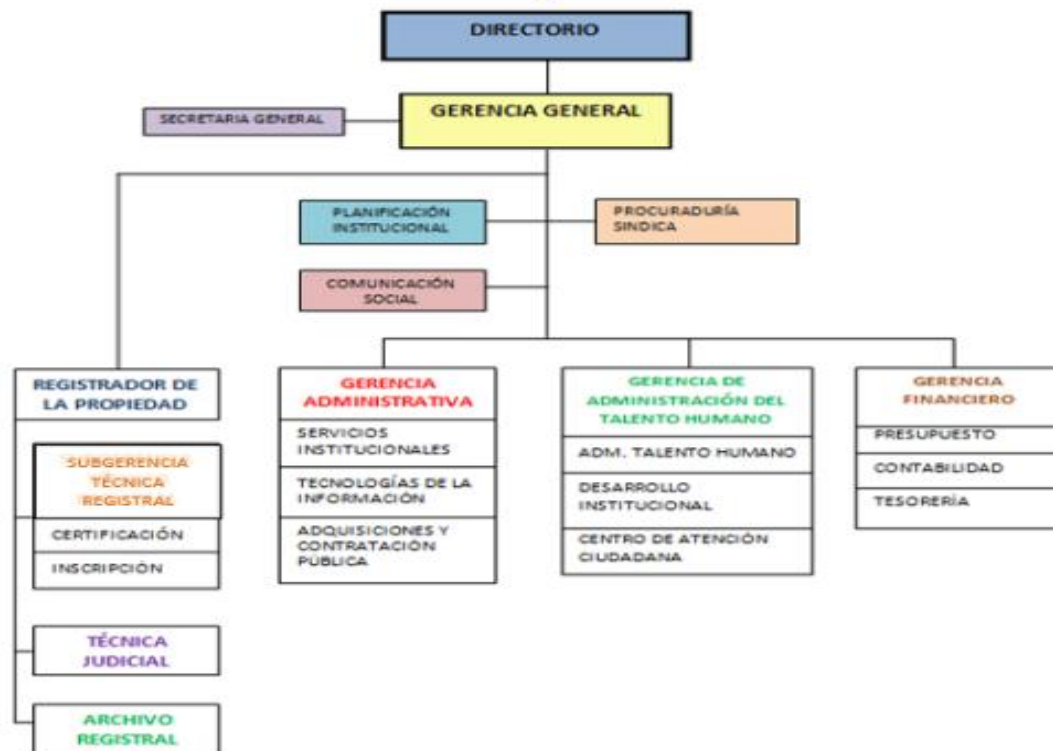 DIRECTORIO
GERENCIA GENERAL
SECRETARIA GENERAL
PLANIFICACIÓN
INSTITUCIONAL
PROCURADURÍA
SINDICA
COMUNICACIÓN
SOCIAL
REGISTRADOR DE
LA PROPIEDAD
SUBGERENCIA
TÉCNICA
REGISTRAL
CERTIFICACIÓN
INSCRIPCIÓN
TÉCNICA
JUDICIAL
ARCHIVO
REGISTRAL
GERENCIA
ADMINISTRATIVA
SERVICIOS
INSTITUCIONALES
TECNOLOGÍAS DE LA
INFORMACIÓN
ADQUISICIONES Y
CONTRATACIÓN
PÚBLICA
GERENCIA DE
ADMINISTRACIÓN DEL
TALENTO HUMANO
ADM. TALENTO HUMANO
DESARROLLO
INSTITUCIONAL
CENTRO DE ATENCIÓN
CIUDADANA
GERENCIA
FINANCIERO
PRESUPUESTO
CONTABILIDAD
TESORERÍA